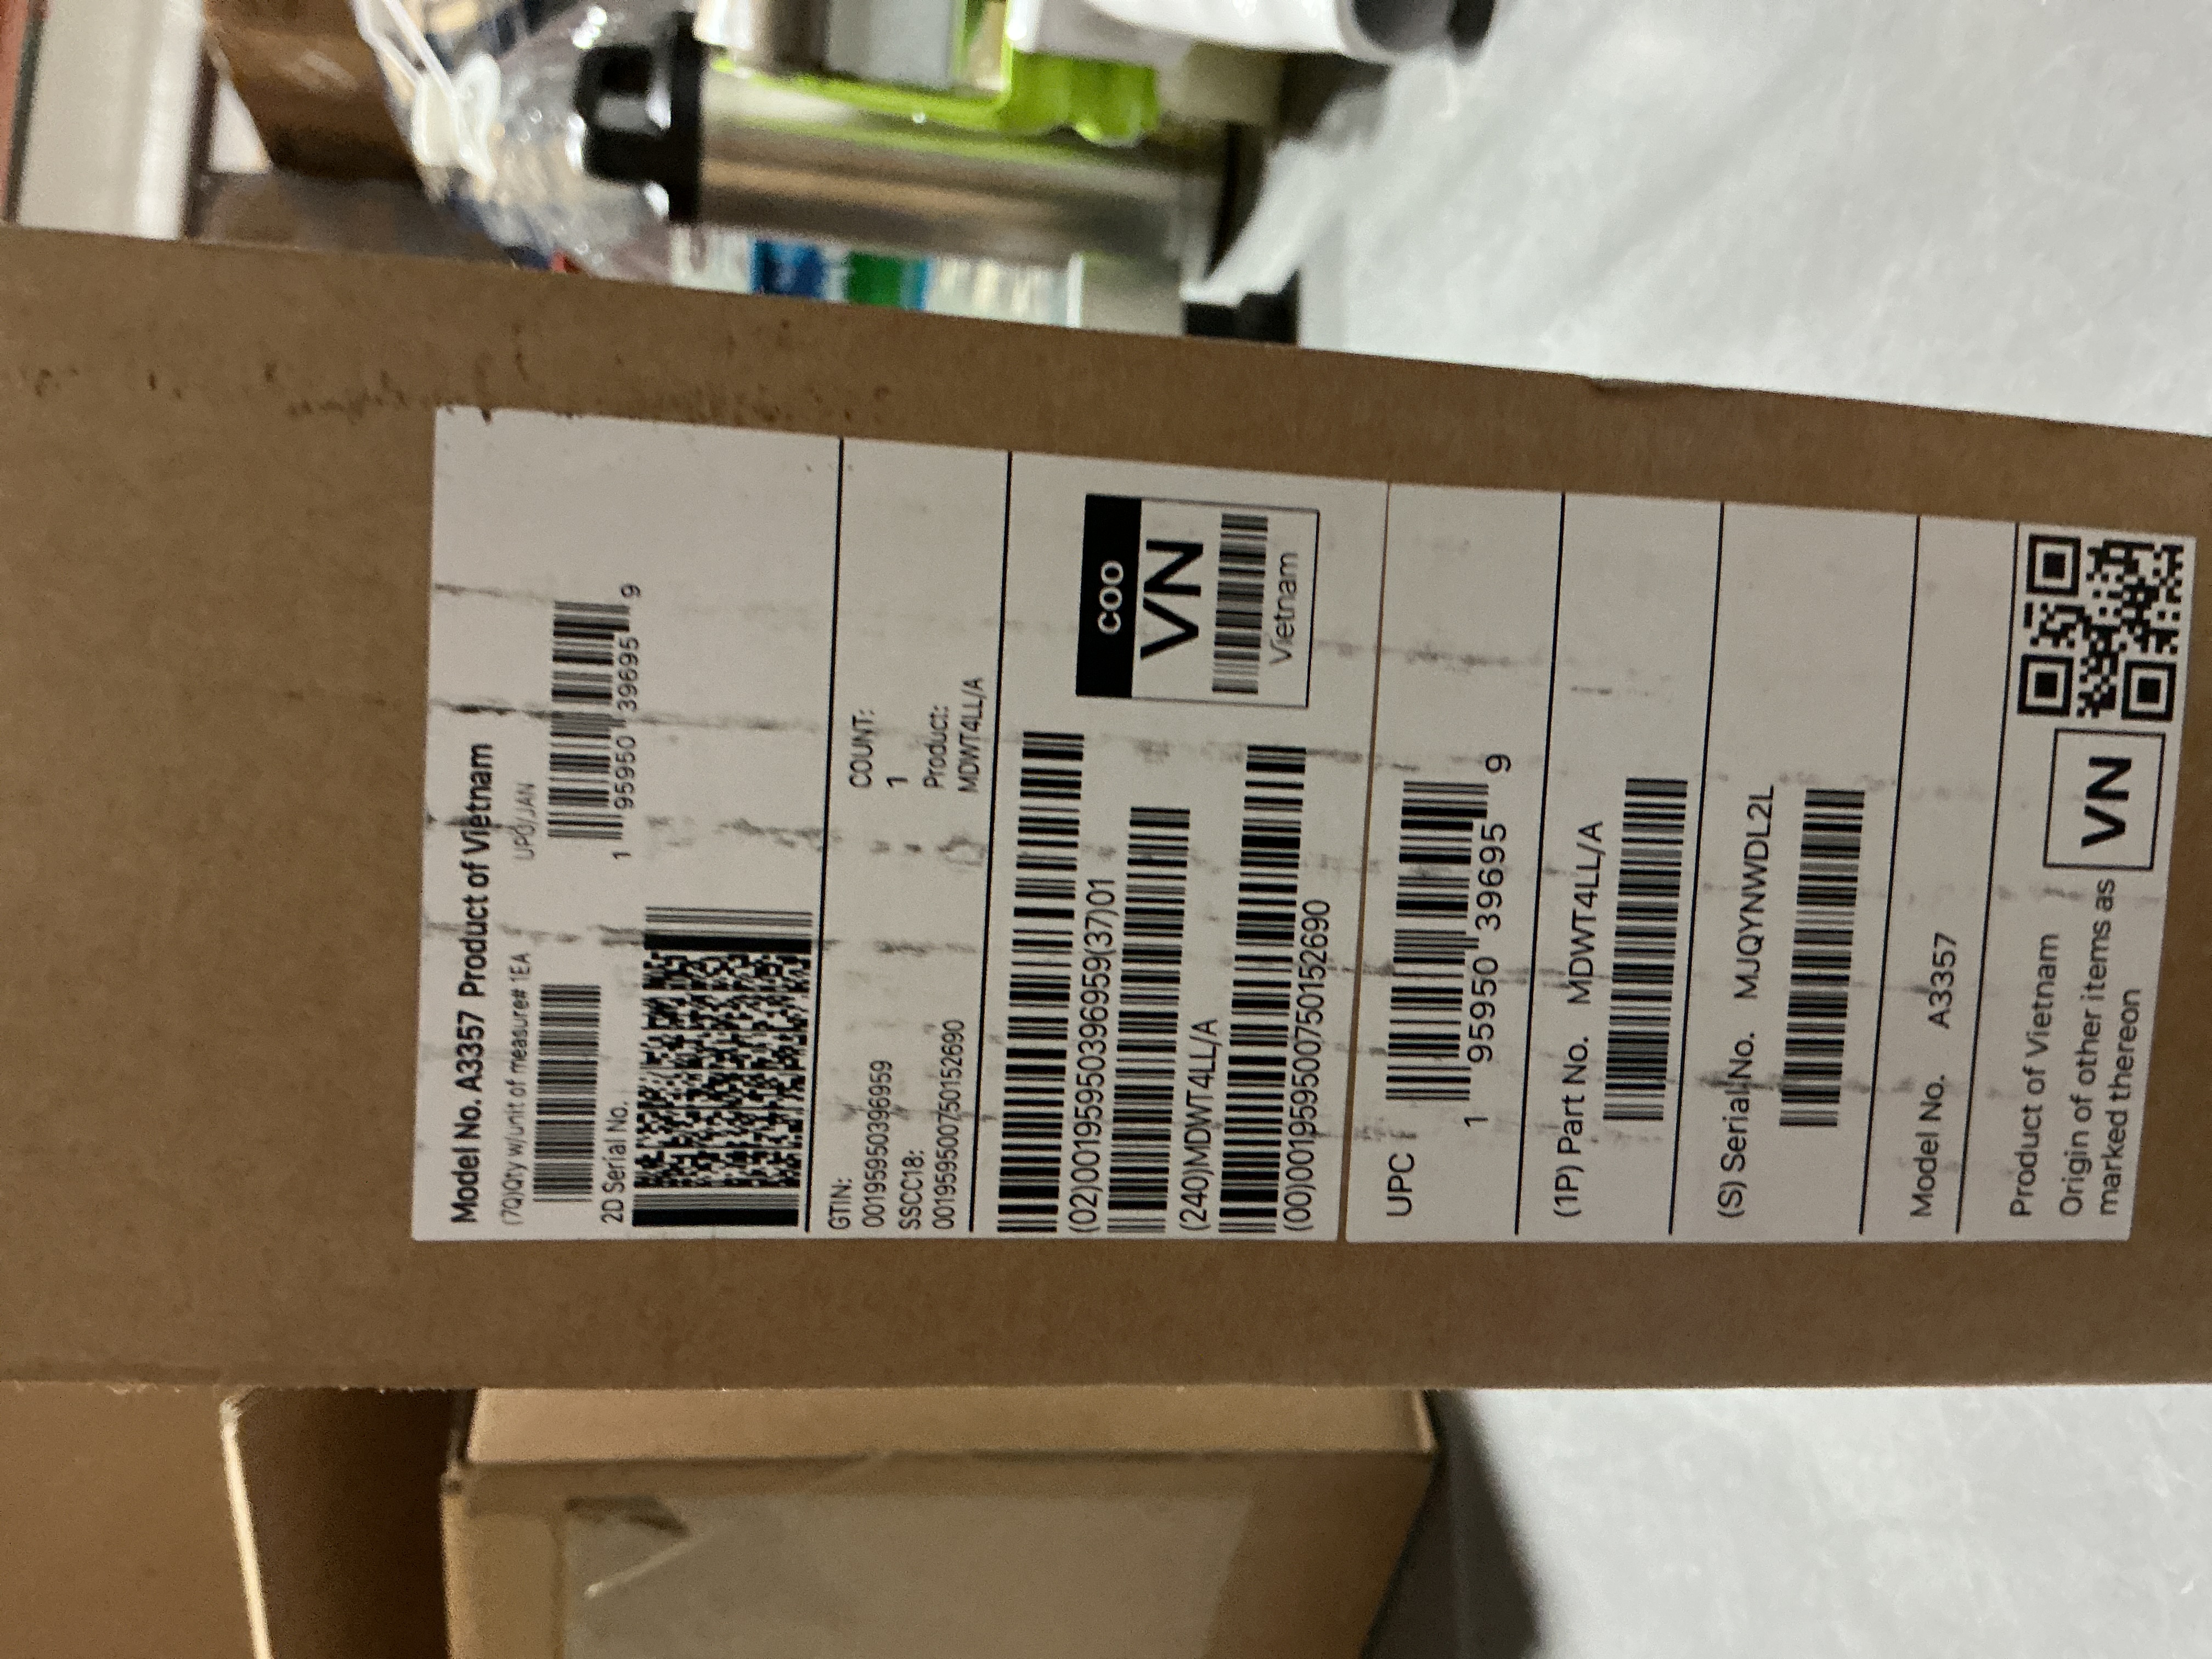 Model No. A3357 Product of Vietnam
(7Q)Qty w/unit of measure# 1EA
UPC/JAN
1 95950 39695 9
2D Serial No.
GTIN:
00195950396959
SSCC18:
001959500750152690
COUNT:
1
Product:
MDWT4LL/A
(02)00195950396959(37)01
(240)MDWT4LL/A
(00)001959500750152690
COO
VN
Vietnam
UPC
1 95950 39695 9
(1P) Part No. MDWT4LL/A
(S) Serial No. MJQYNWDL2L
Model No. A3357
Product of Vietnam
Origin of other items as
marked thereon
VN